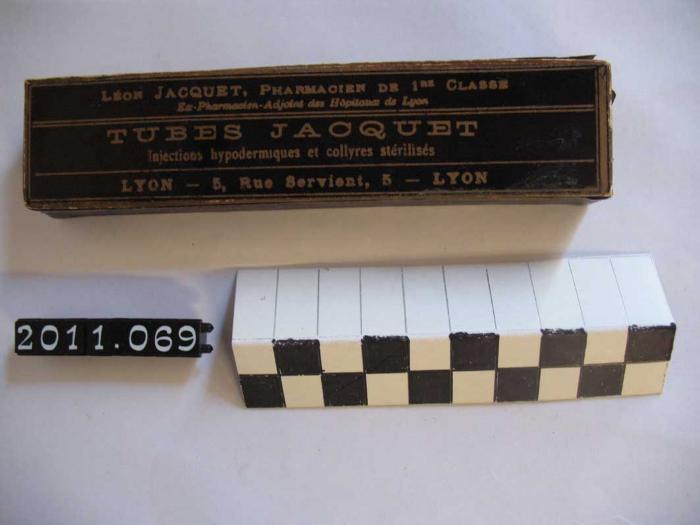 Léon Jacquet, Pharmacien de 1re Classe
Ex-Pharmacien-Adjoint des Hôpitaux de Lyon
TUBES JACQUET
Injections hypodermiques et collyres stérilisés
LYON — 5, Rue Servient, 5 — LYON
2011.069